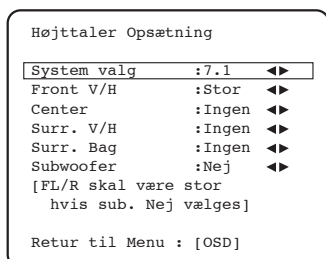 Højttaler Opsætning
System valg :7.1 ◄►
Front V/H :Stor ◄►
Center :Ingen ◄►
Surr. V/H :Ingen ◄►
Surr. Bag :Ingen ◄►
Subwoofer :Nej ◄►
[FL/R skal være stor
hvis sub. Nej vælges]
Retur til Menu : [OSD]